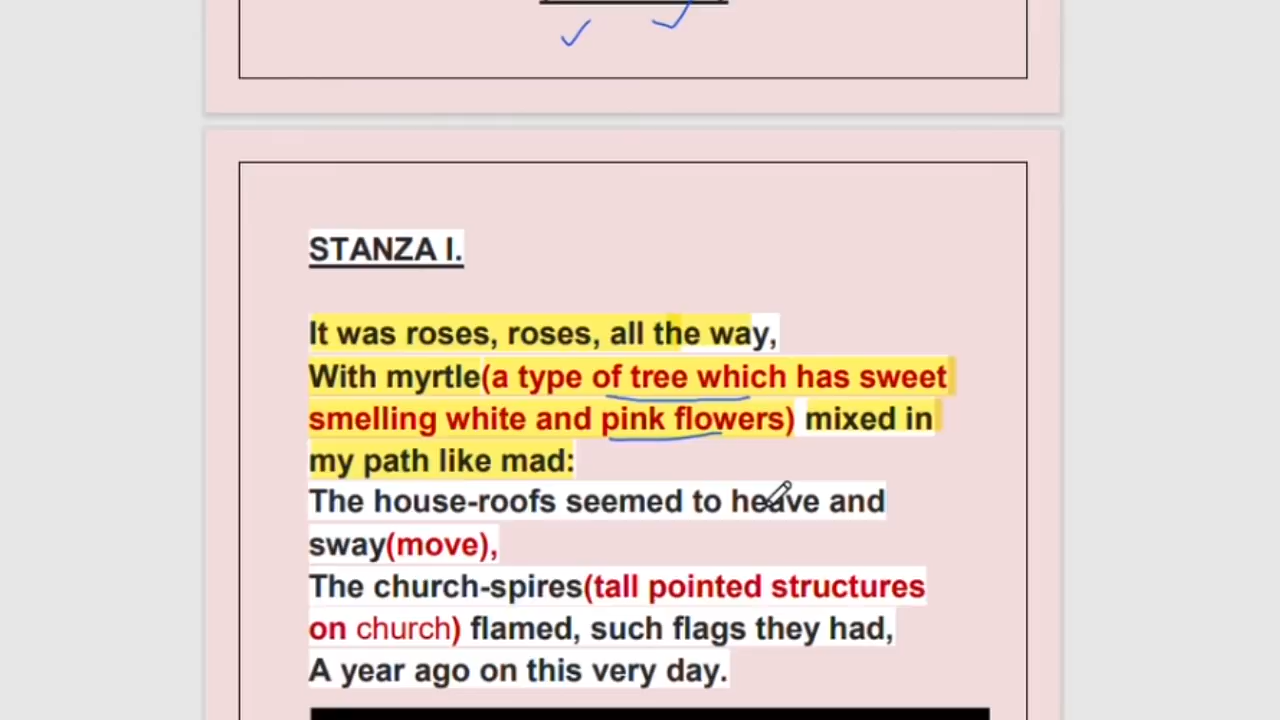 STANZA I.
It was roses, roses, all the way,
With myrtle(a type of tree which has sweet
smelling white and pink flowers) mixed in
my path like mad:
The house-roofs seemed to heave and
sway(move),
The church-spires(tall pointed structures
on church) flamed, such flags they had,
A year ago on this very day.